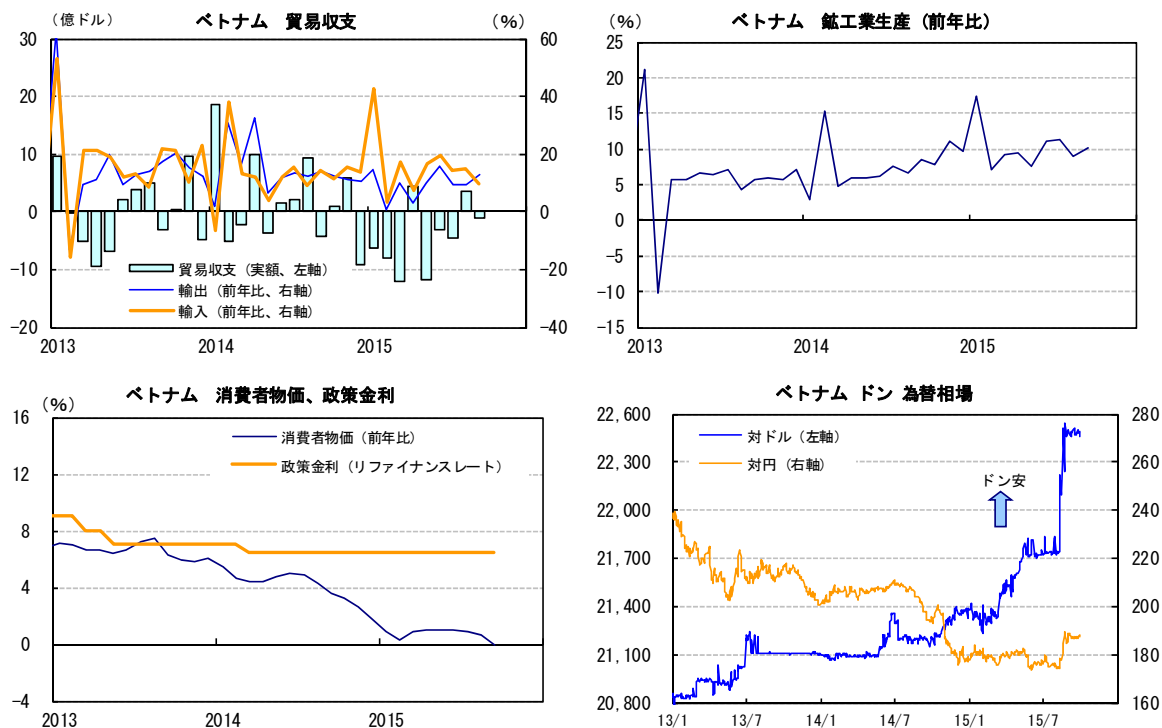 ベトナム 貿易収支
（億ドル） （%）
30 60
20 40
10 20
0 0
-10 -20
-20 -40
貿易収支（実額、左軸）
輸出（前年比、右軸）
輸入（前年比、右軸）
2013 2014 2015
ベトナム 鉱工業生産（前年比）
（%）
25
20
15
10
5
0
-5
-10
-15
2013 2014 2015
ベトナム 消費者物価、政策金利
（%）
16
12
8
4
0
-4
消費者物価（前年比）
政策金利（リファイナンスレート）
2013 2014 2015
ベトナム ドン 為替相場
22,600 280
22,300 260
22,000 240
21,700 220
21,400 200
21,100 180
20,800 160
対ドル（左軸）
対円（右軸）
ドン安
13/1 13/7 14/1 14/7 15/1 15/7